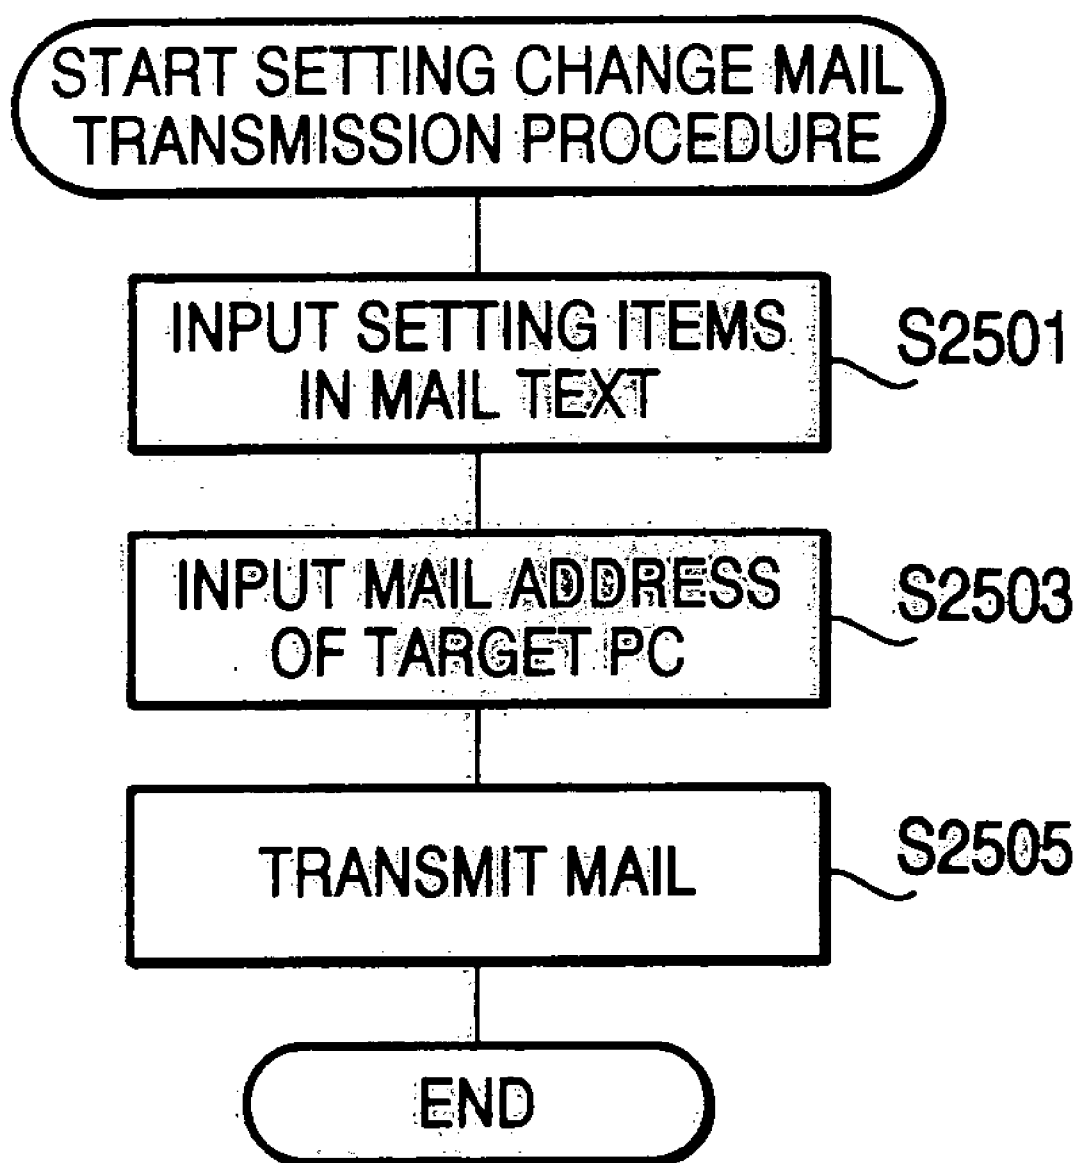 START SETTING CHANGE MAIL
TRANSMISSION PROCEDURE
INPUT SETTING ITEMS
IN MAIL TEXT
S2501
INPUT MAIL ADDRESS
OF TARGET PC
S2503
TRANSMIT MAIL
S2505
END